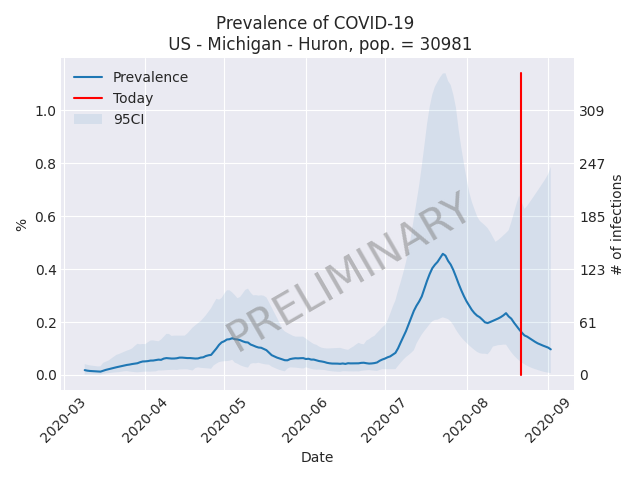 Prevalence of COVID-19
US - Michigan - Huron, pop. = 30981
Prevalence
Today
95CI
1.0
0.8
0.6
0.4
0.2
0.0
%
309
247
185
123
61
0
# of infections
PRELIMINARY
2020-03
2020-04
2020-05
2020-06
2020-07
2020-08
2020-09
Date